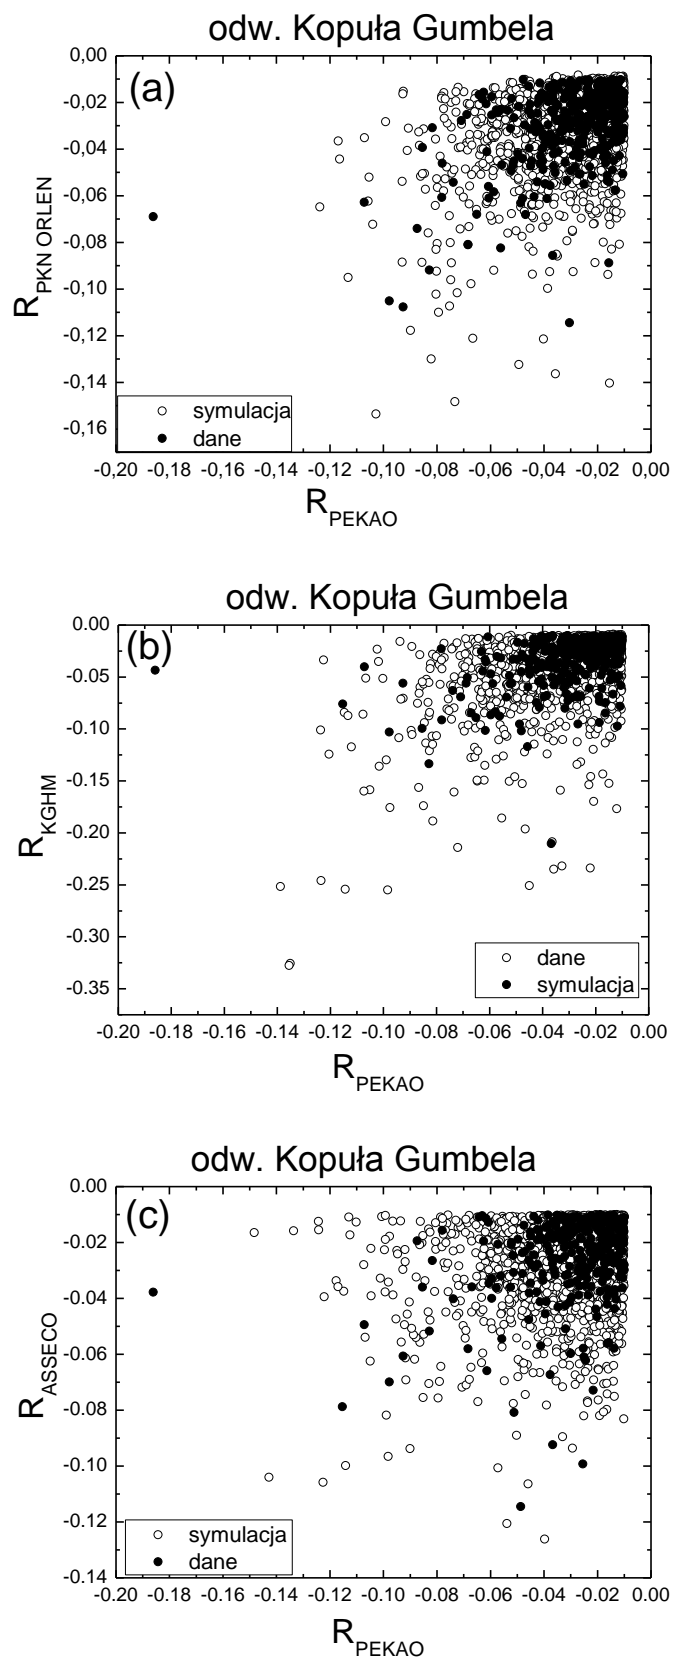 odw. Kopuła Gumbela
(a)
0,00
-0,02
-0,04
-0,06
-0,08
-0,10
-0,12
-0,14
-0,16
R PKN ORLEN
symulacja
dane
-0,20 -0,18 -0,16 -0,14 -0,12 -0,10 -0,08 -0,06 -0,04 -0,02 0,00
R PEKAO
odw. Kopuła Gumbela
(b)
0.00
-0.05
-0.10
-0.15
-0.20
-0.25
-0.30
-0.35
R KGHM
dane
symulacja
-0.20 -0.18 -0.16 -0.14 -0.12 -0.10 -0.08 -0.06 -0.04 -0.02 0.00
R PEKAO
odw. Kopuła Gumbela
(c)
0.00
-0.02
-0.04
-0.06
-0.08
-0.10
-0.12
-0.14
R ASSECO
symulacja
dane
-0.20 -0.18 -0.16 -0.14 -0.12 -0.10 -0.08 -0.06 -0.04 -0.02 0.00
R PEKAO